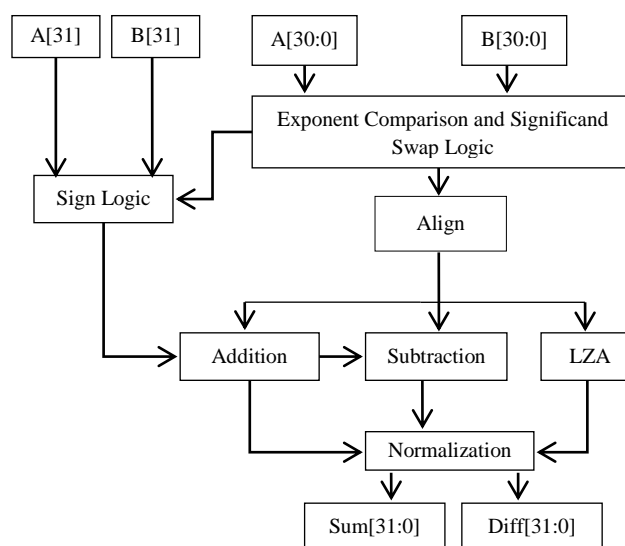 A[31]
B[31]
A[30:0]
B[30:0]
Exponent Comparison and Significand
Swap Logic
Sign Logic
Align
Addition
Subtraction
LZA
Normalization
Sum[31:0]
Diff[31:0]